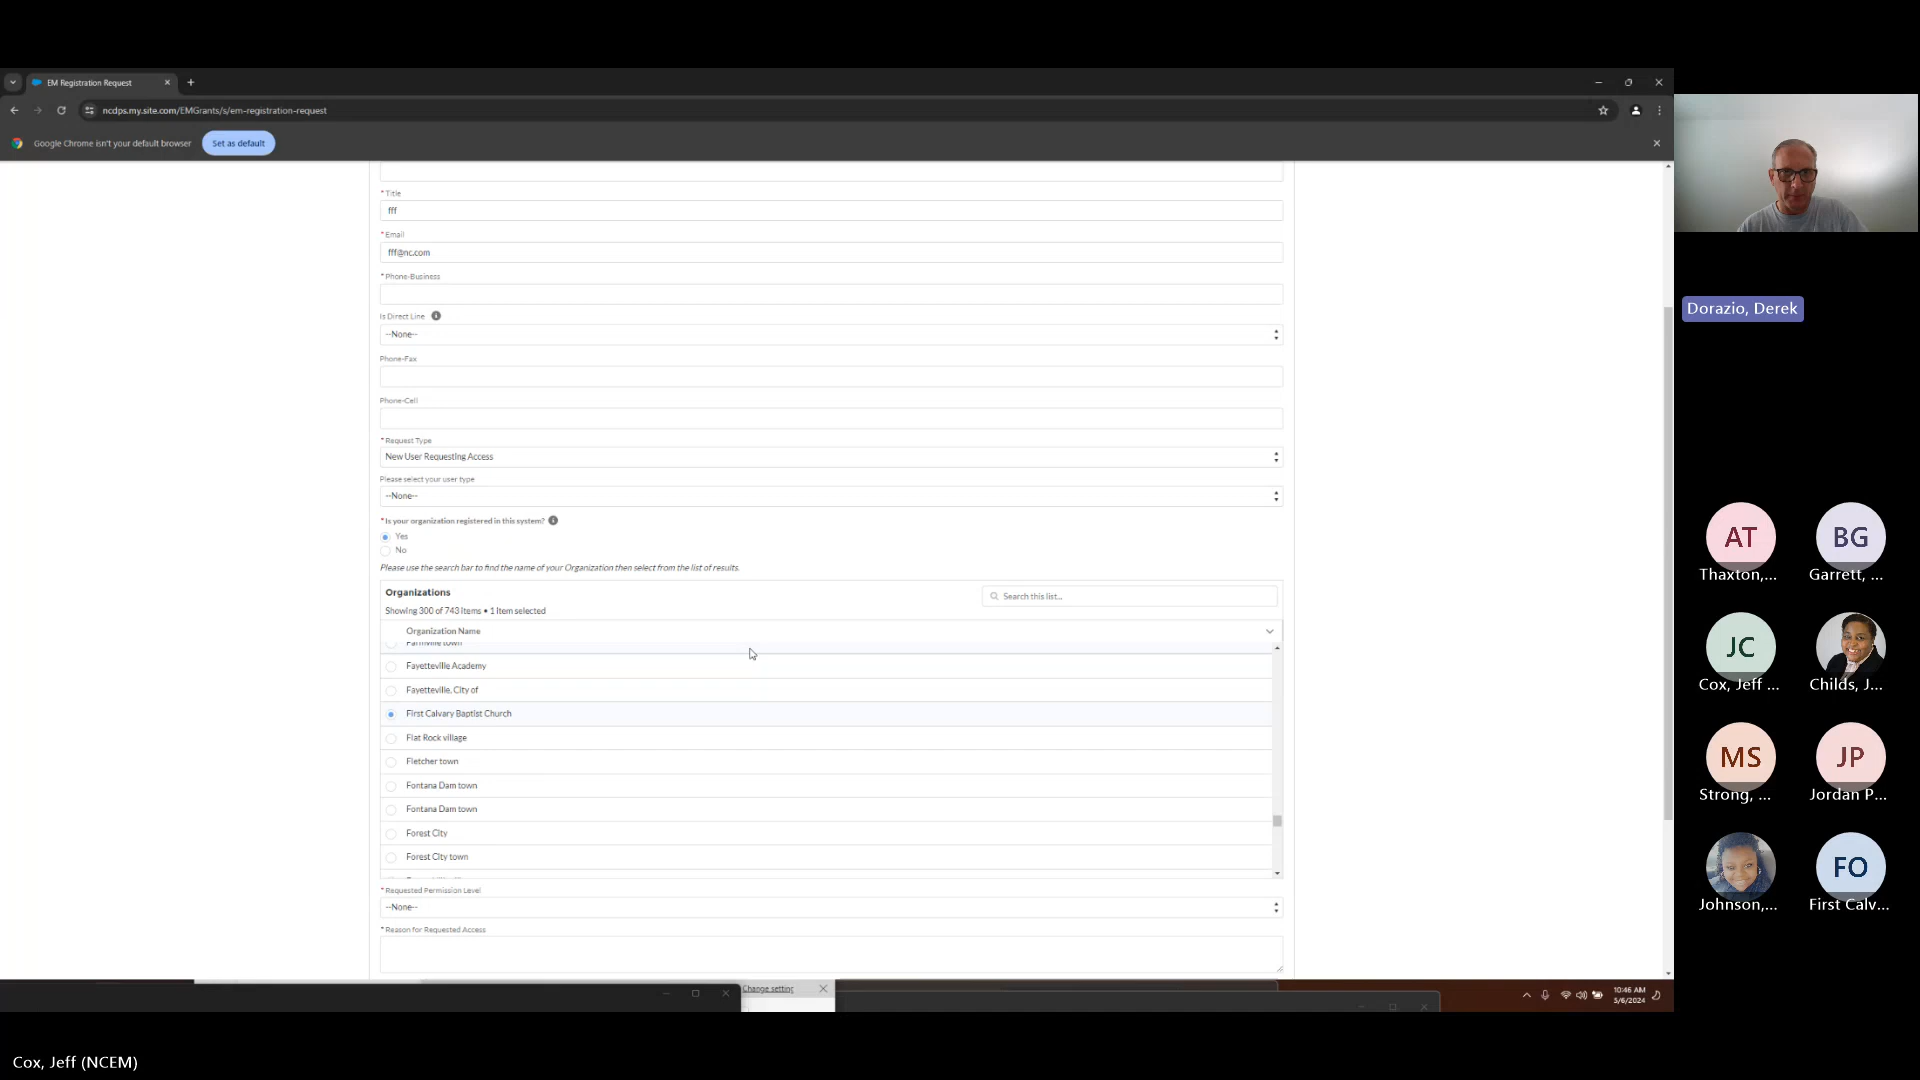 EM Registration Request
ncdps.my.site.com/EMGrants/s/em-registration-request
Google Chrome isn't your default browser
Set as default
* Title
fff
* Email
fff@nc.com
* Phone-Business
Is Direct Line
--None--
Phone-Fax
Phone-Cell
* Request Type
New User Requesting Access
Please select your user type
--None--
* Is your organization registered in this system?
Yes
No
Please use the search bar to find the name of your Organization then select from the list of results.
Organizations
Search this list...
Showing 300 of 743 items • 1 item selected
Organization Name
Farmville town
Fayetteville Academy
Fayetteville, City of
First Calvary Baptist Church
Flat Rock village
Fletcher town
Fontana Dam town
Fontana Dam town
Forest City
Forest City town
* Requested Permission Level
--None--
* Reason for Requested Access
Change setting
10:46 AM
5/6/2024
Dorazio, Derek
AT
Thaxton,...
BG
Garrett, ...
JC
Cox, Jeff ...
Childs, J...
MS
Strong, ...
JP
Jordan P...
Johnson,...
FO
First Calv...
Cox, Jeff (NCEM)